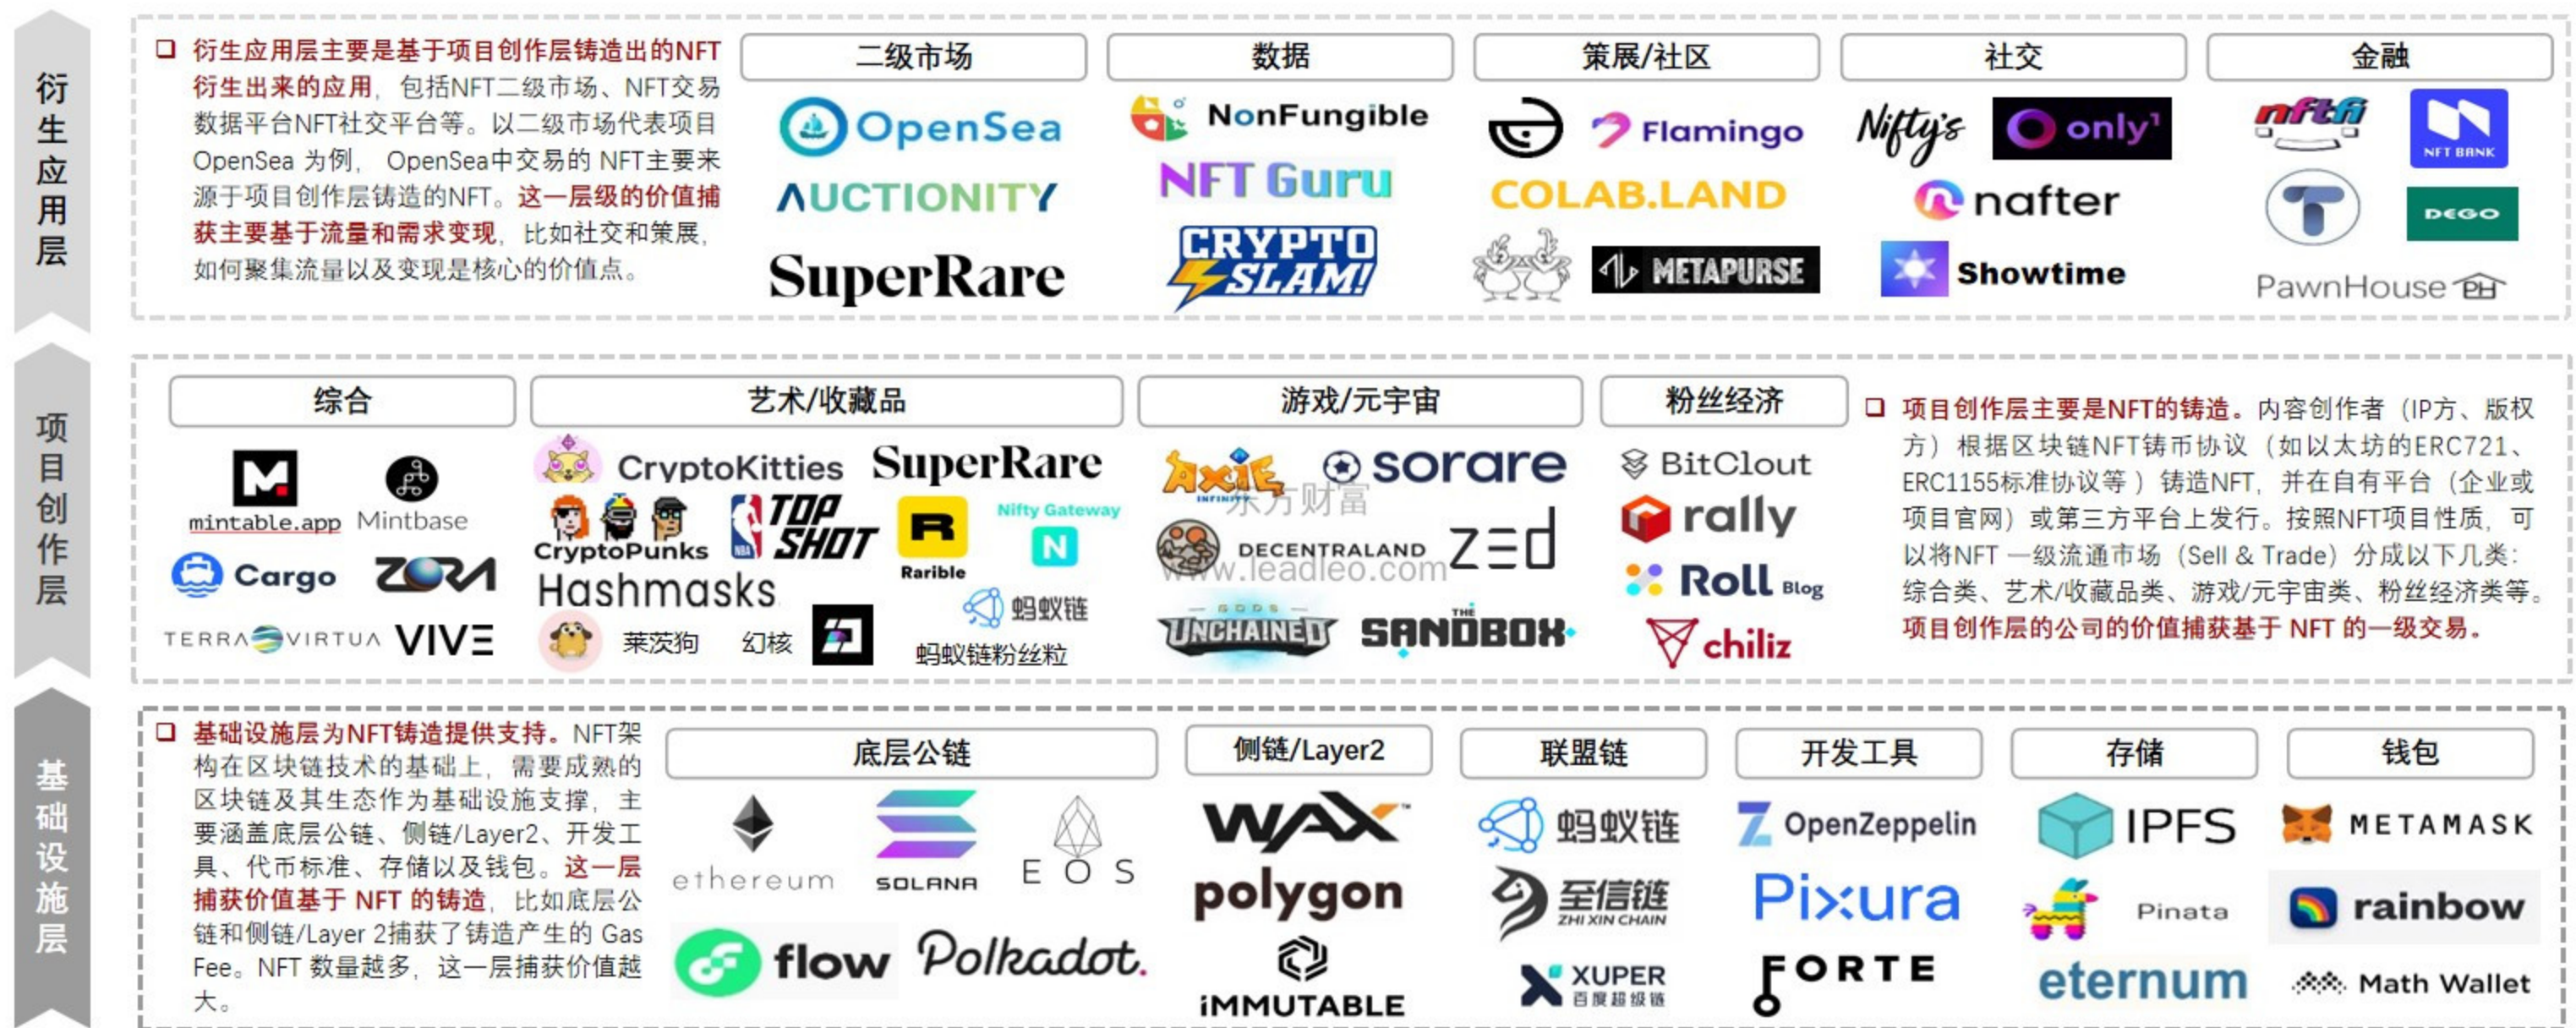 衍生应用层
❑ 衍生应用层主要是基于项目创作层铸造出的NFT
衍生出来的应用，包括NFT二级市场、NFT交易
数据平台NFT社交平台等。以二级市场代表项目
OpenSea 为例， OpenSea中交易的 NFT主要来
源于项目创作层铸造的NFT。这一层级的价值捕
获主要基于流量和需求变现，比如社交和策展，
如何聚集流量以及变现是核心的价值点。
二级市场
OpenSea
AUCTIONITY
SuperRare
数据
NonFungible
NFT Guru
CRYPTO
SLAM!
策展/社区
Flamingo
COLAB.LAND
METAPURSE
社交
Nifty's
only¹
nafter
Showtime
金融
nftfi
NFT BANK
DEGO
PawnHouse PH
项目创作层
综合
mintable.app
Mintbase
Cargo
ZORA
TERRA VIRTUA
VIVE
艺术/收藏品
CryptoKitties
SuperRare
CryptoPunks
NBA TOP SHOT
R
Rarible
Nifty Gateway
N
Hashmasks
莱茨狗
幻核
蚂蚁链
蚂蚁链粉丝粒
游戏/元宇宙
AXIE
INFINITY
sorare
东方财富
DECENTRALAND
www.leadleo.com
zed
GODS
UNCHAINED
THE
SANDBOX
粉丝经济
BitClout
rally
Roll Blog
chiliz
❑ 项目创作层主要是NFT的铸造。内容创作者（IP方、版权
方）根据区块链NFT铸币协议（如以太坊的ERC721、
ERC1155标准协议等 ）铸造NFT，并在自有平台（企业或
项目官网）或第三方平台上发行。按照NFT项目性质，可
以将NFT 一级流通市场（Sell & Trade）分成以下几类：
综合类、艺术/收藏品类、游戏/元宇宙类、粉丝经济类等。
项目创作层的公司的价值捕获基于 NFT 的一级交易。
基础设施层
❑ 基础设施层为NFT铸造提供支持。NFT架
构在区块链技术的基础上，需要成熟的
区块链及其生态作为基础设施支撑，主
要涵盖底层公链、侧链/Layer2、开发工
具、代币标准、存储以及钱包。这一层
捕获价值基于 NFT 的铸造，比如底层公
链和侧链/Layer 2捕获了铸造产生的 Gas
Fee。NFT 数量越多，这一层捕获价值越
大。
底层公链
ethereum
SOLANA
EOS
flow
Polkadot.
侧链/Layer2
WAX™
polygon
iMMUTABLE
联盟链
蚂蚁链
至信链
ZHI XIN CHAIN
XUPER
百度超级链
开发工具
OpenZeppelin
Pixura
FORTE
存储
IPFS
Pinata
eternum
钱包
METAMASK
rainbow
Math Wallet